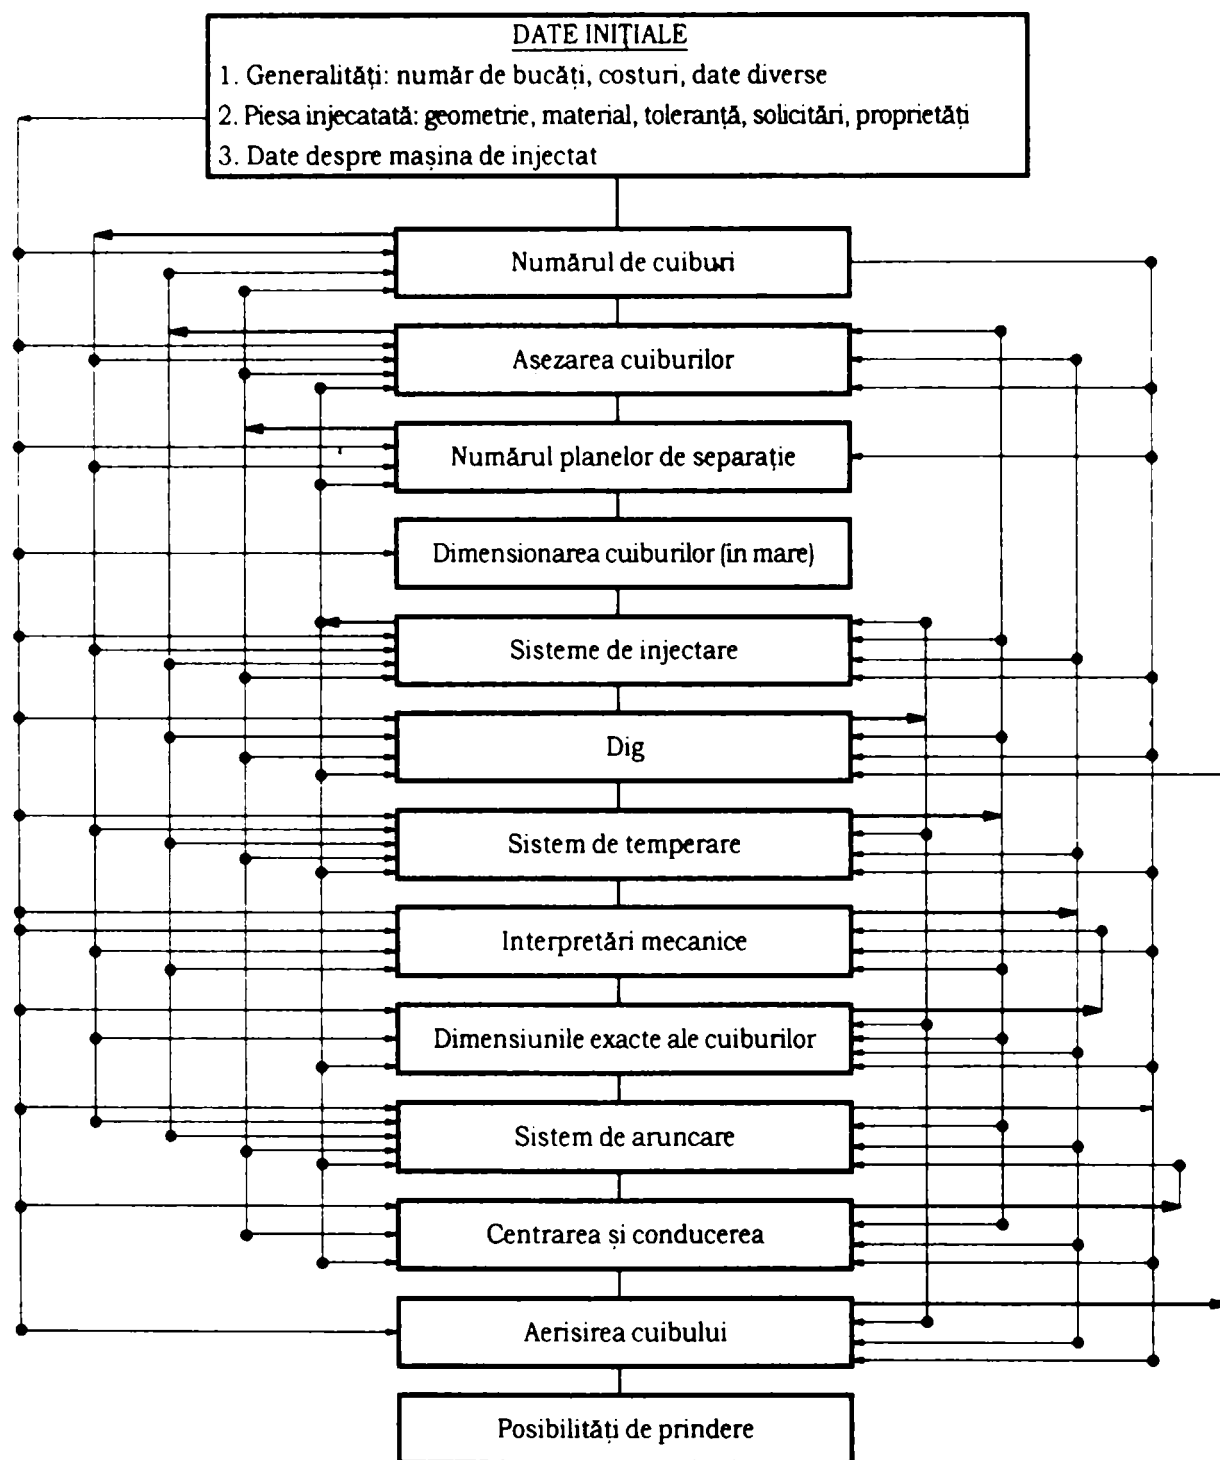 DATE INIȚIALE
1. Generalități: număr de bucăți, costuri, date diverse
2. Piesa injecatată: geometrie, material, toleranță, solicitări, proprietăți
3. Date despre mașina de injectat
Numărul de cuiburi
Asezarea cuiburilor
Numărul planelor de separație
Dimensionarea cuiburilor (in mare)
Sisteme de injectare
Dig
Sistem de temperare
Interpretări mecanice
Dimensiunile exacte ale cuiburilor
Sistem de aruncare
Centrarea și conducerea
Aerisirea cuibului
Posibilități de prindere